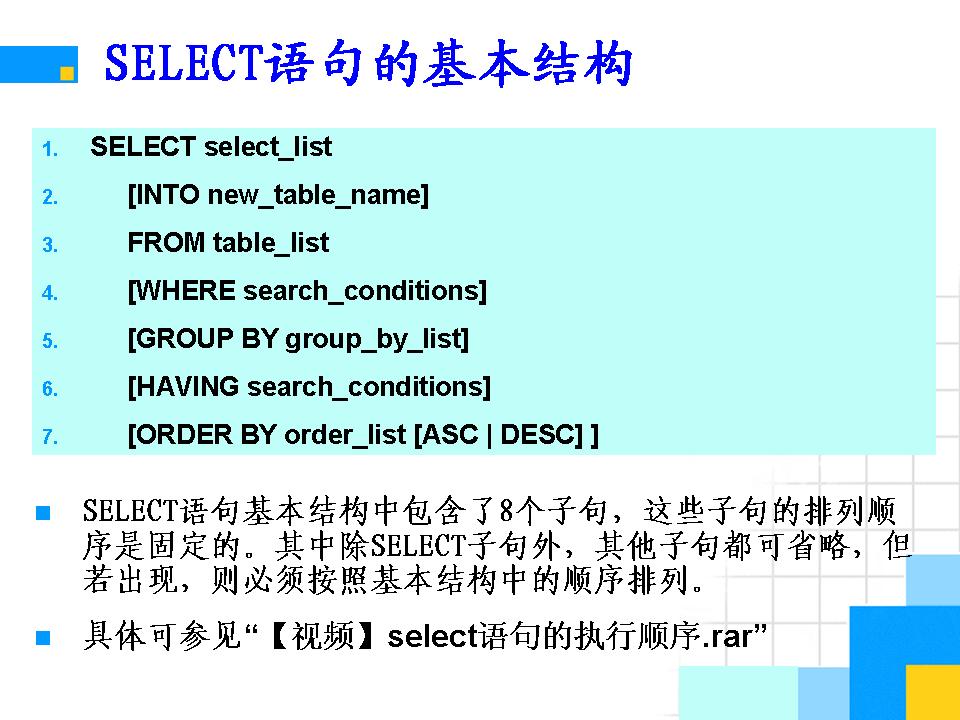 SELECT语句的基本结构
1. SELECT select_list
2. [INTO new_table_name]
3. FROM table_list
4. [WHERE search_conditions]
5. [GROUP BY group_by_list]
6. [HAVING search_conditions]
7. [ORDER BY order_list [ASC | DESC] ]
SELECT语句基本结构中包含了8个子句，这些子句的排列顺
序是固定的。其中除SELECT子句外，其他子句都可省略，但
若出现，则必须按照基本结构中的顺序排列。
具体可参见“【视频】select语句的执行顺序.rar”